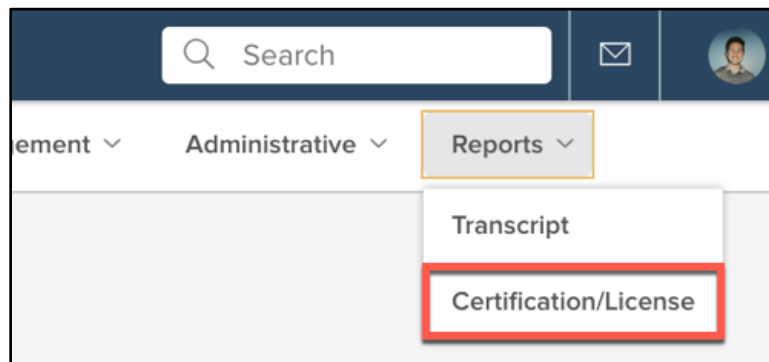 Search
ement Administrative Reports
Transcript
Certification/License